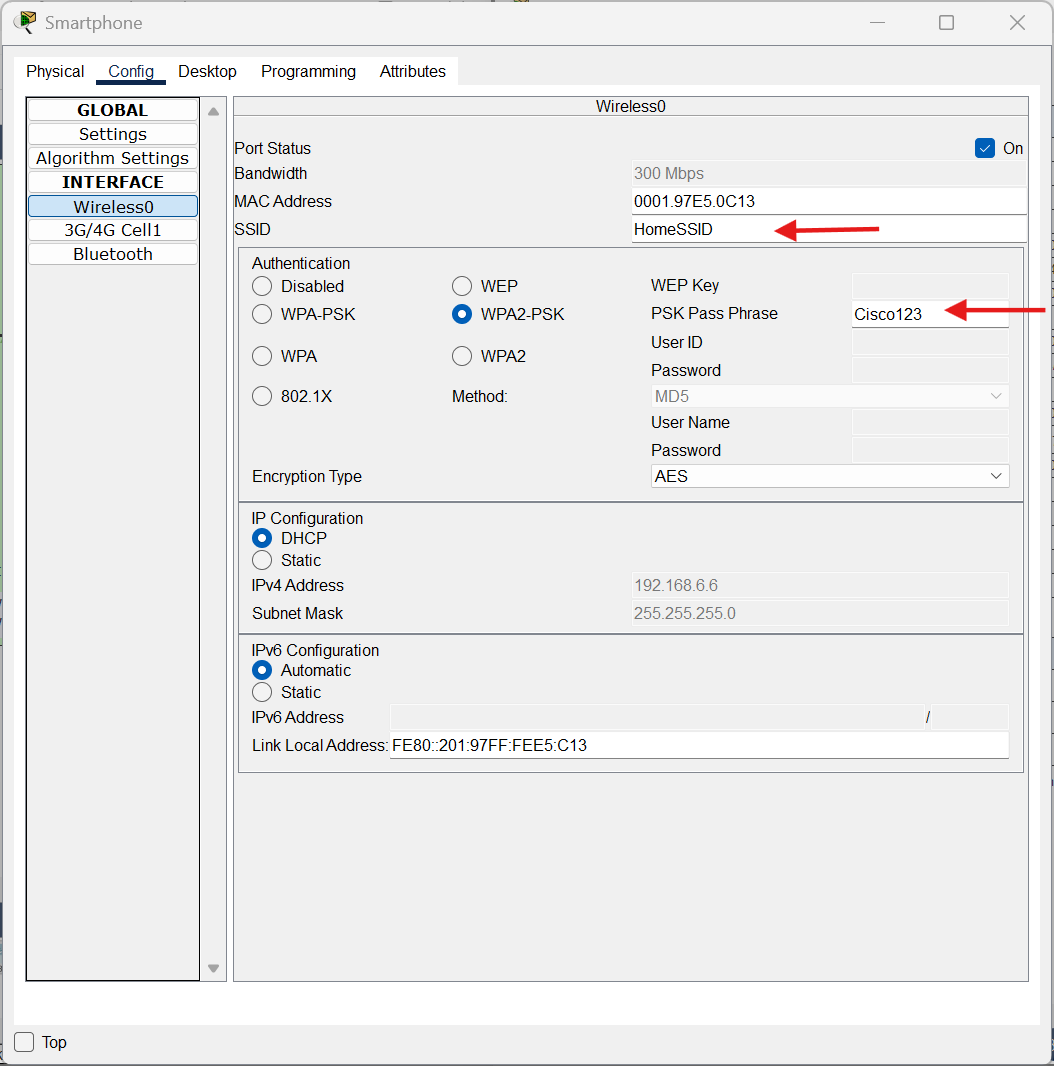 Smartphone
Physical Config Desktop Programming Attributes
GLOBAL
Settings
Algorithm Settings
INTERFACE
Wireless0
3G/4G Cell1
Bluetooth
Wireless0
Port Status On
Bandwidth 300 Mbps
MAC Address 0001.97E5.0C13
SSID HomeSSID
Authentication
Disabled WEP WEP Key
WPA-PSK WPA2-PSK PSK Pass Phrase Cisco123
User ID
WPA WPA2
Password
802.1X Method: MD5
User Name
Password
Encryption Type AES
IP Configuration
DHCP
Static
IPv4 Address 192.168.6.6
Subnet Mask 255.255.255.0
IPv6 Configuration
Automatic
Static
IPv6 Address /
Link Local Address: FE80::201:97FF:FEE5:C13
Top